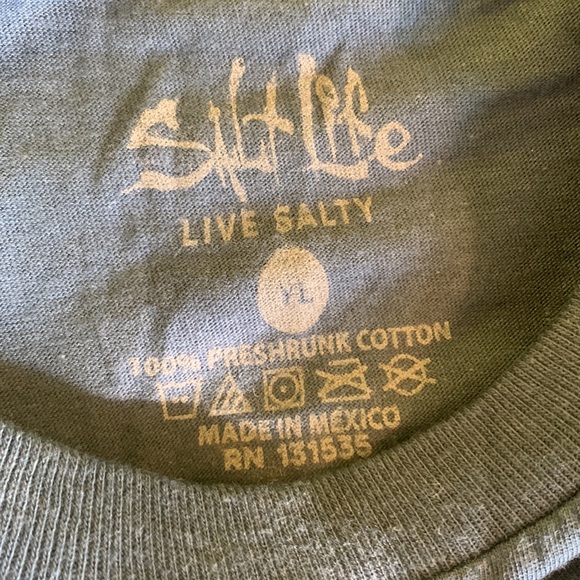 Salt Life
LIVE SALTY
YL
100% PRESHRUNK COTTON
MADE IN MEXICO
RN 131535